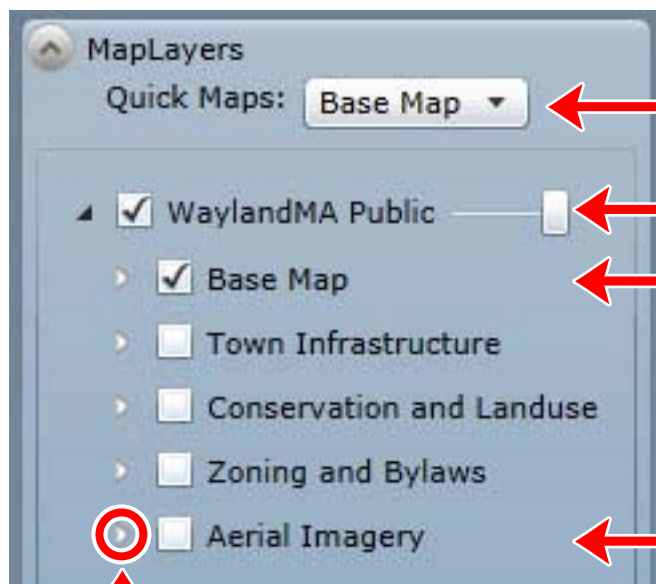 MapLayers
Quick Maps: Base Map
WaylandMA Public
Base Map
Town Infrastructure
Conservation and Landuse
Zoning and Bylaws
Aerial Imagery